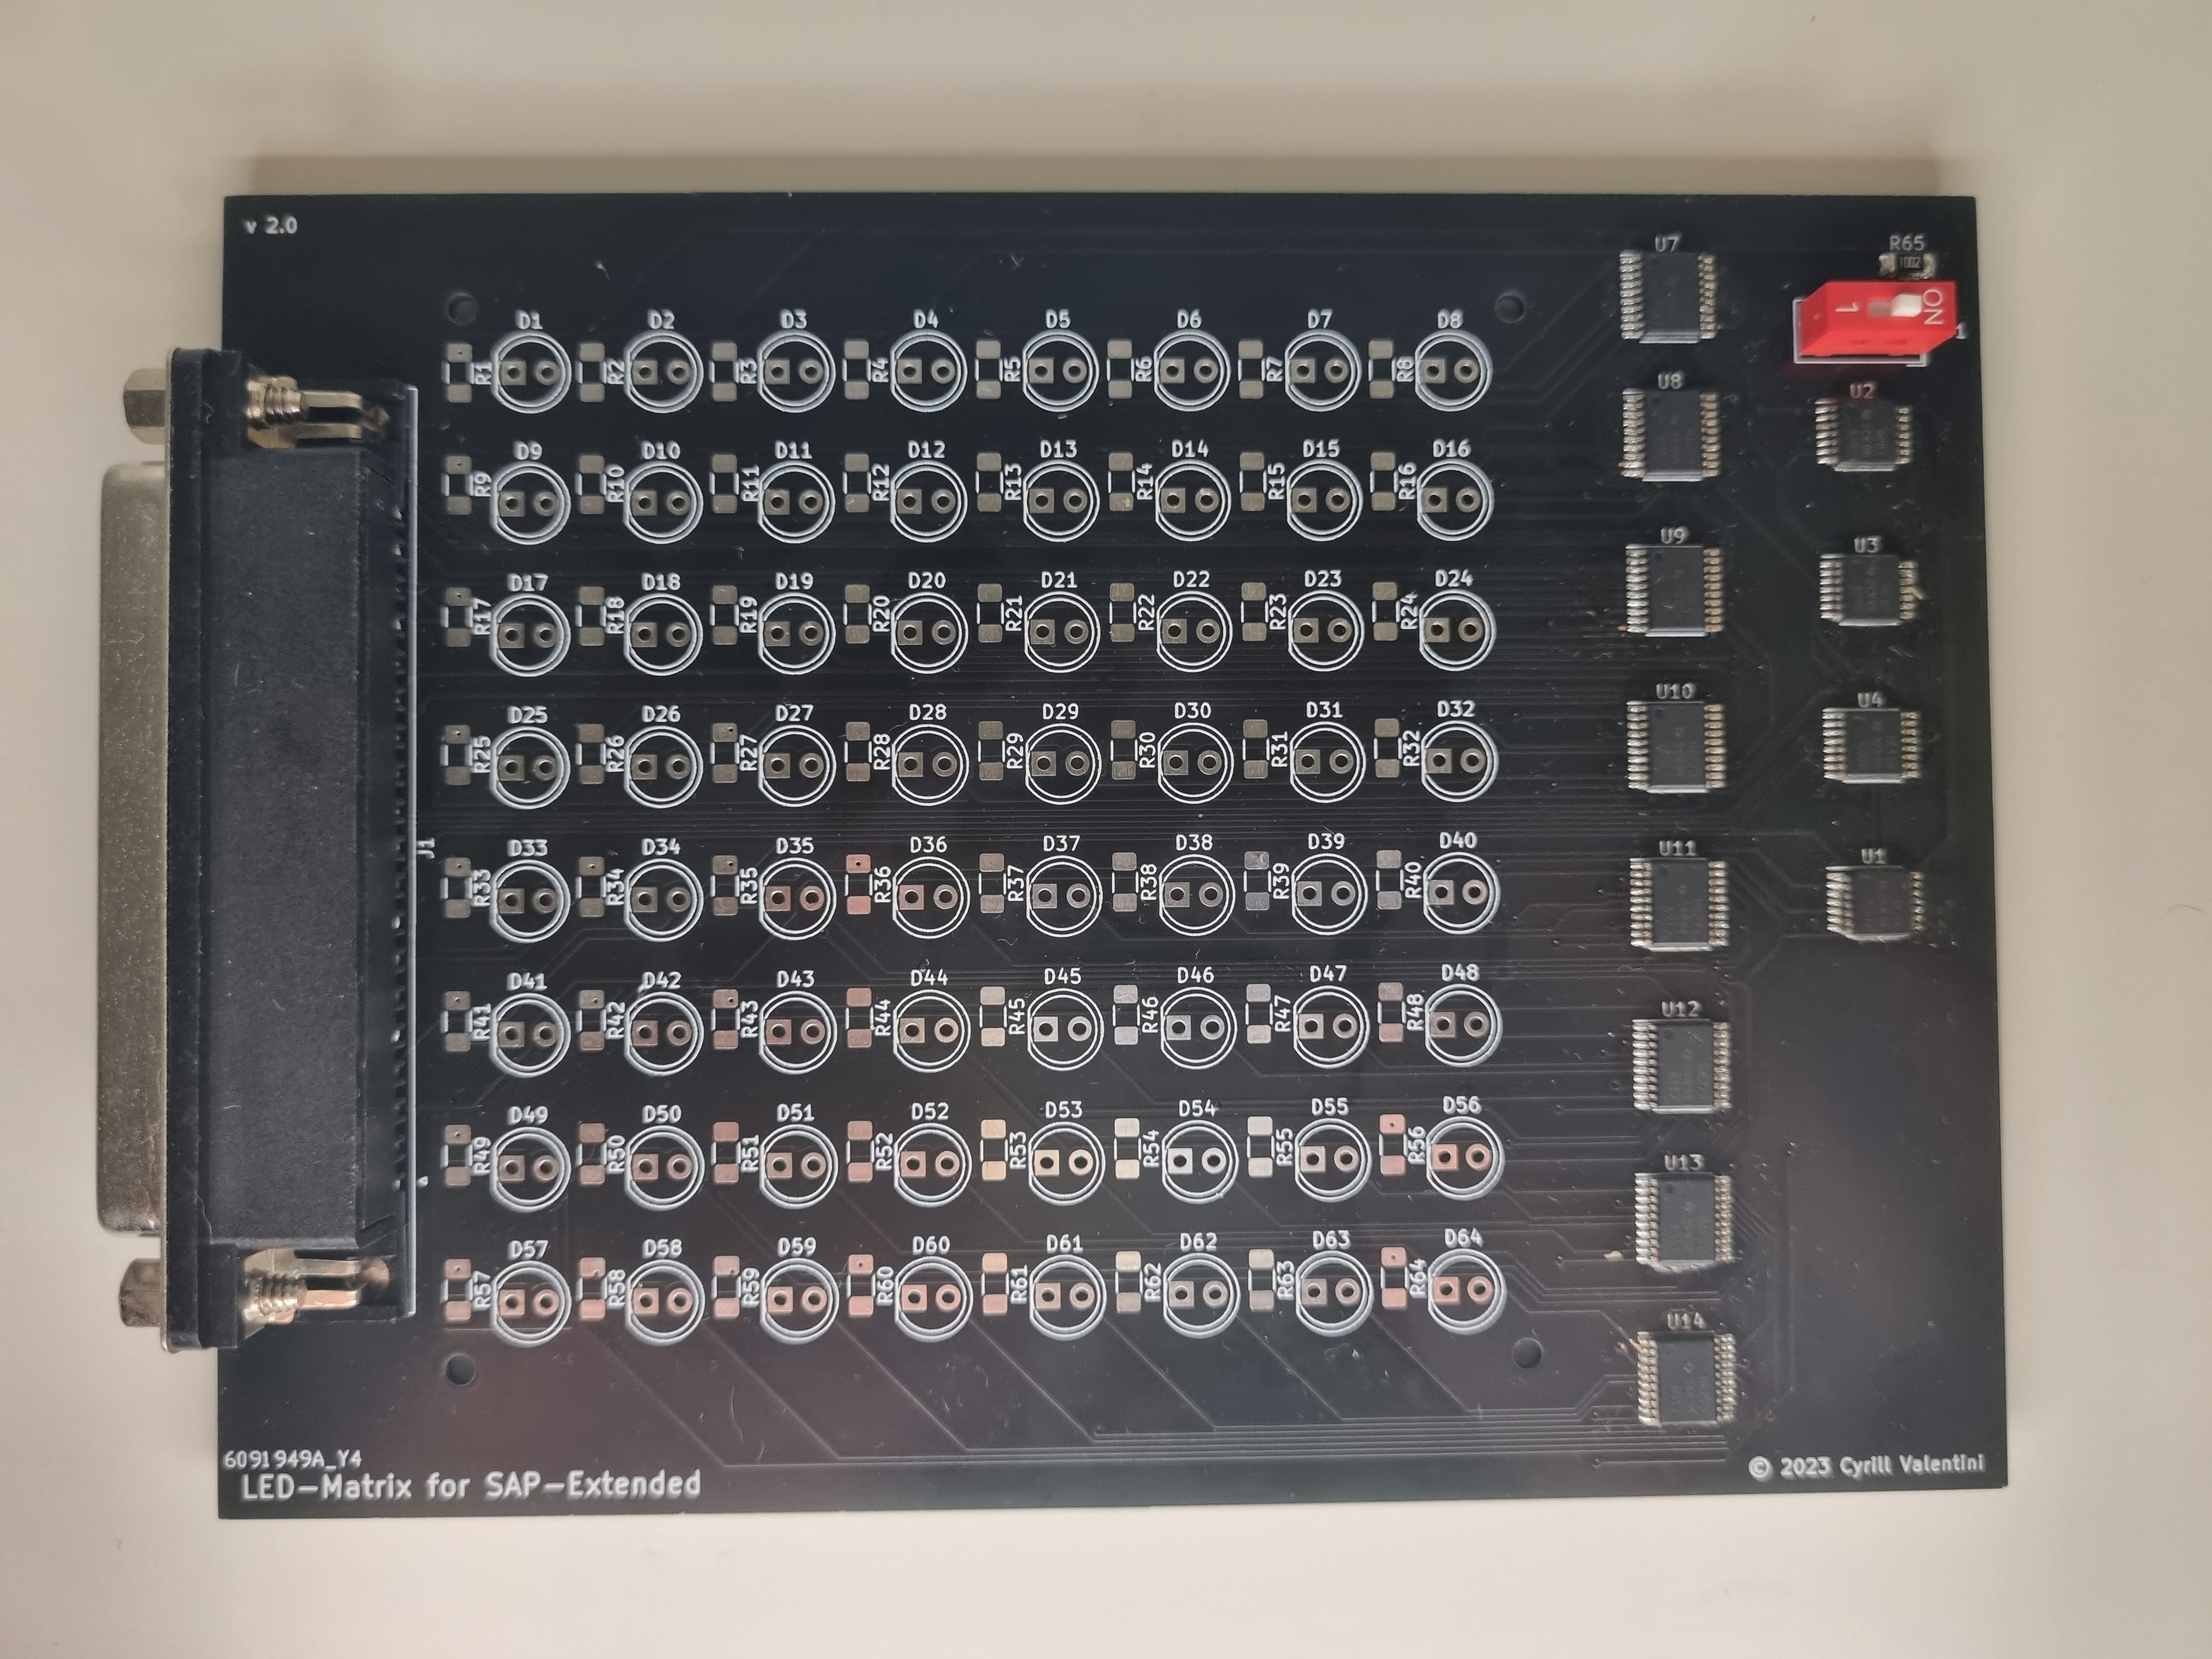 6091949A_Y4
LED-Matrix for SAP-Extended
v 2.0
J1
R57 R49 R41 R33 R25 R17 R9 R1
D57 D49 D41 D33 D25 D17 D9 D1
R58 R50 R42 R34 R26 R18 R10 R2
D58 D50 D42 D34 D26 D18 D10 D2
R59 R51 R43 R35 R27 R19 R11 R3
D59 D51 D43 D35 D27 D19 D11 D3
R60 R52 R44 R36 R28 R20 R12 R4
D60 D52 D44 D36 D28 D20 D12 D4
R61 R53 R45 R37 R29 R21 R13 R5
D61 D53 D45 D37 D29 D21 D13 D5
R62 R54 R46 R38 R30 R22 R14 R6
D62 D54 D46 D38 D30 D22 D14 D6
R63 R55 R47 R39 R31 R23 R15 R7
D63 D55 D47 D39 D31 D23 D15 D7
R64 R56 R48 R40 R32 R24 R16 R8
D64 D56 D48 D40 D32 D24 D16 D8
U14 U13 U12 U11 U10 U9 U8 U7
U1 U4 U3 U2
1
ON
R65
© 2023 Cyrill Valentini